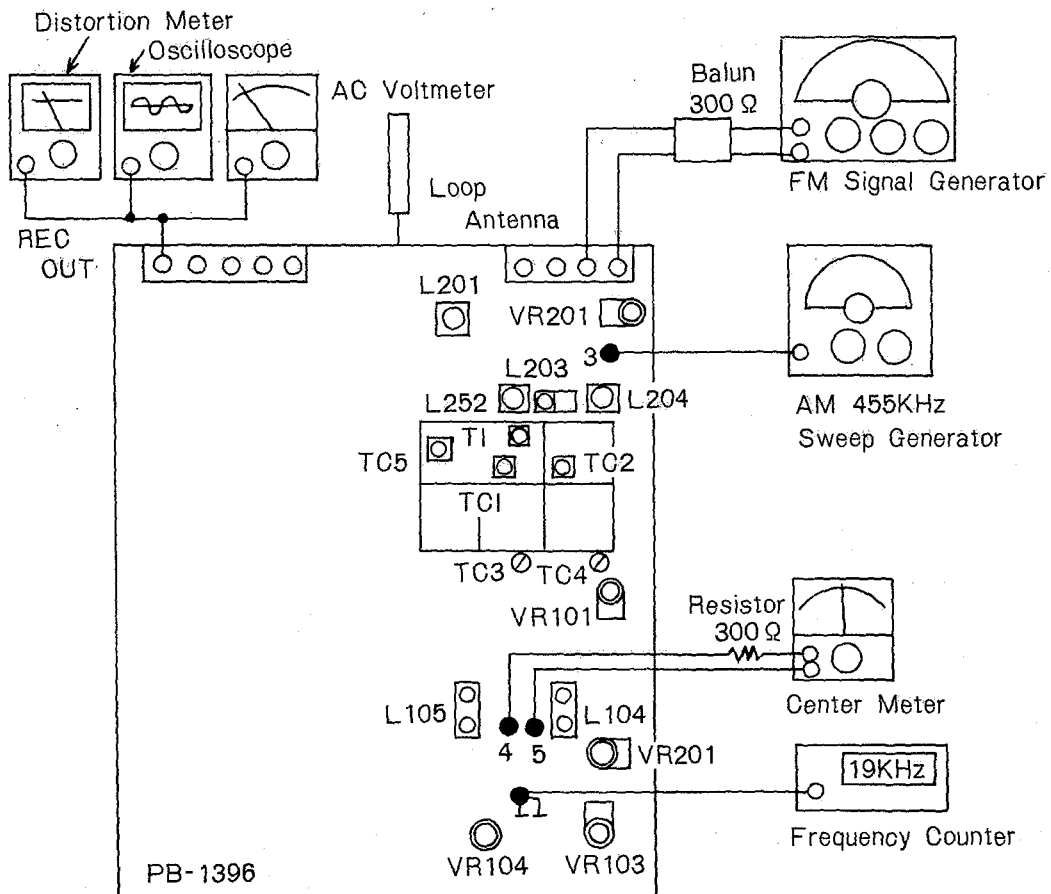 Distortion Meter
Oscilloscope
AC Voltmeter
Balun
300 Ω
FM Signal Generator
Loop
Antenna
REC
OUT
L201
VR201
3
L203
L252
L204
AM 455KHz
Sweep Generator
TC5
T1
TC2
TC1
TC3
TC4
VR101
Resistor
300 Ω
Center Meter
L105
L104
4
5
VR201
19KHz
Frequency Counter
VR104
VR103
PB-1396